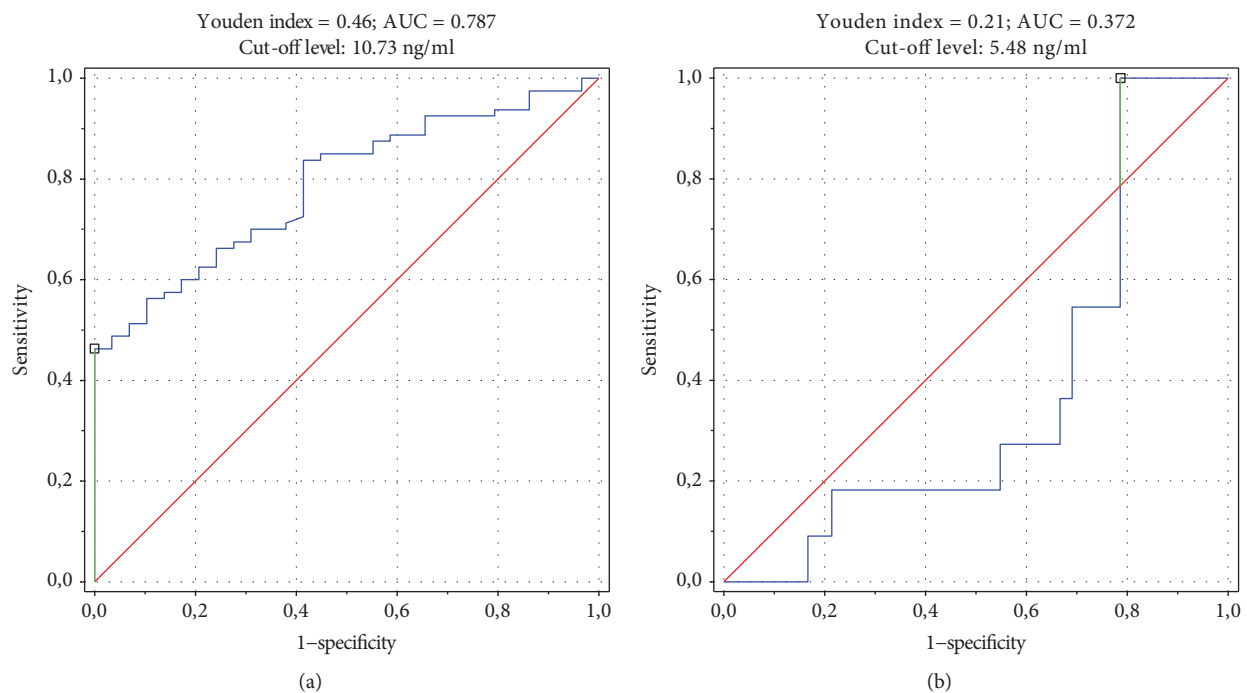 Youden index = 0.46; AUC = 0.787
Cut-off level: 10.73 ng/ml
1,0
0,8
0,6
0,4
0,2
0,0
Sensitivity
0,0 0,2 0,4 0,6 0,8 1,0
1−specificity
(a)
Youden index = 0.21; AUC = 0.372
Cut-off level: 5.48 ng/ml
1,0
0,8
0,6
0,4
0,2
0,0
Sensitivity
0,0 0,2 0,4 0,6 0,8 1,0
1−specificity
(b)